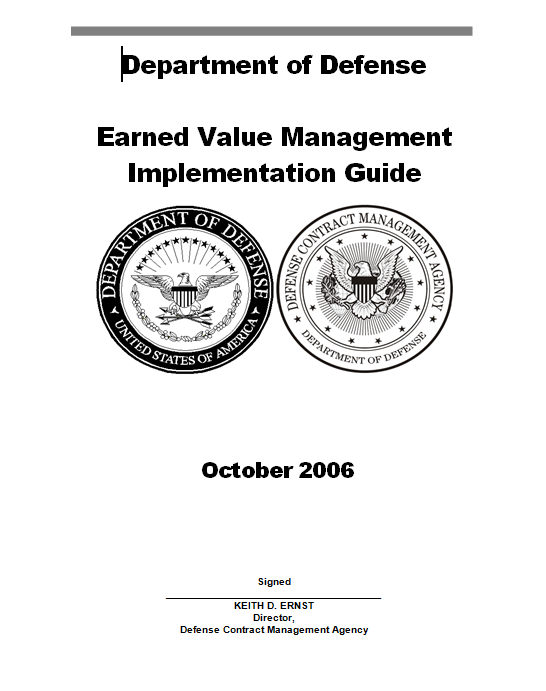 Department of Defense
Earned Value Management
Implementation Guide
DEPARTMENT OF DEFENSE
UNITED STATES OF AMERICA
DEFENSE CONTRACT MANAGEMENT AGENCY
DEPARTMENT OF DEFENSE
October 2006
Signed
KEITH D. ERNST
Director,
Defense Contract Management Agency